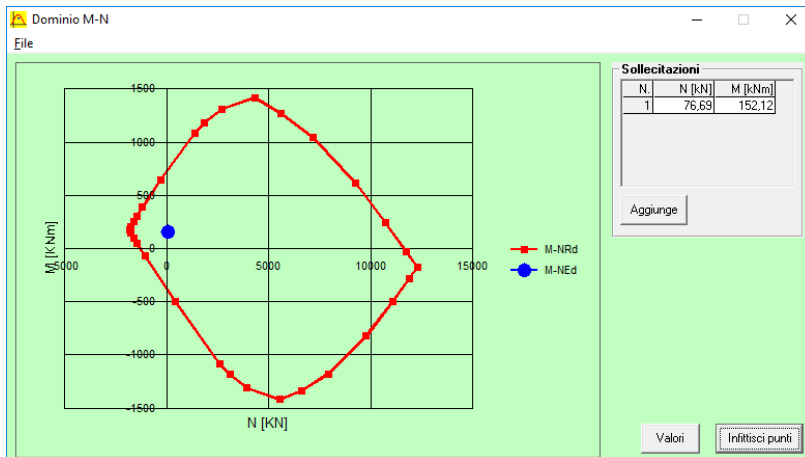 Dominio M-N
File
1500
1000
500
0
-500
-1000
-1500
M [KNm]
-5000 0 5000 10000 15000
N [KN]
M-NRd
M-NEd
Sollecitazioni
N. N [kN] M [kNm]
1 76,69 152,12
Aggiunge
Valori
Infittisci punti